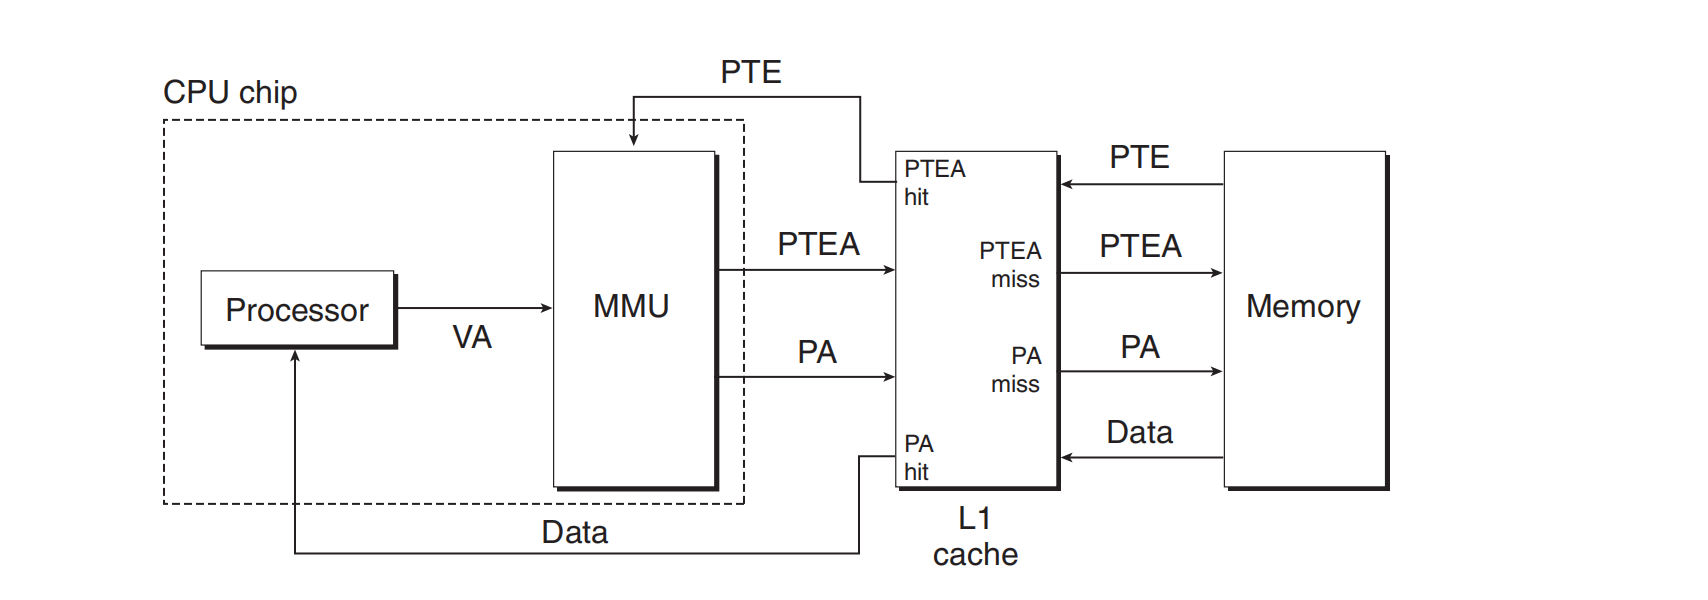 PTE
CPU chip
PTEA
hit
PTE
PTEA
PTEA
miss
PTEA
Processor
VA
MMU
Memory
PA
PA
miss
PA
PA
hit
Data
L1
cache
Data